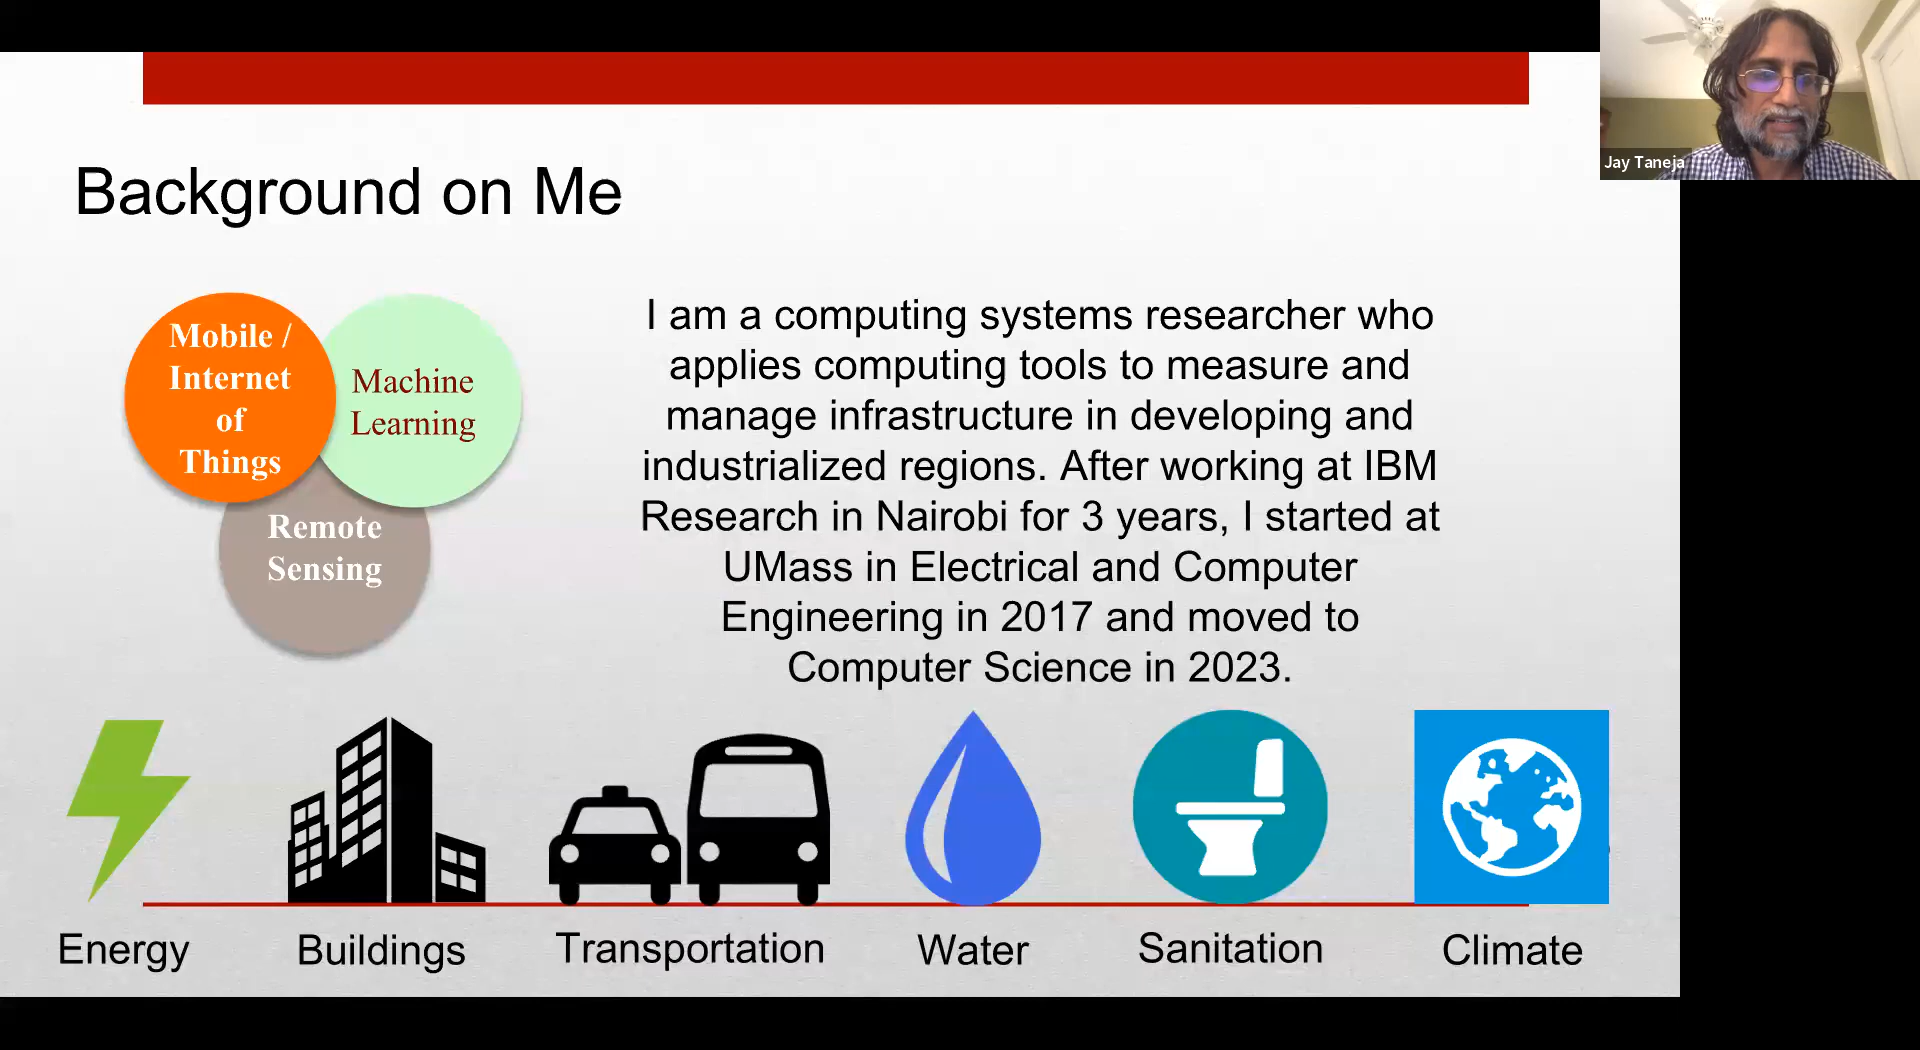 Jay Taneja
Background on Me
Mobile /
Internet
of
Things
Machine
Learning
Remote
Sensing
I am a computing systems researcher who
applies computing tools to measure and
manage infrastructure in developing and
industrialized regions. After working at IBM
Research in Nairobi for 3 years, I started at
UMass in Electrical and Computer
Engineering in 2017 and moved to
Computer Science in 2023.
Energy
Buildings
Transportation
Water
Sanitation
Climate